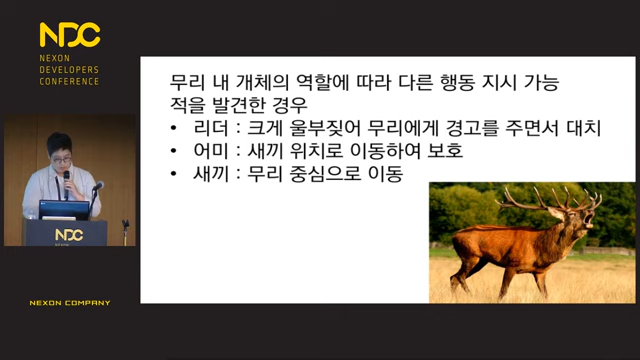 NDC
NEXON
DEVELOPERS
CONFERENCE
무리 내 개체의 역할에 따라 다른 행동 지시 가능
적을 발견한 경우
• 리더 : 크게 울부짖어 무리에게 경고를 주면서 대치
• 어미 : 새끼 위치로 이동하여 보호
• 새끼 : 무리 중심으로 이동
NDC
NEXON COMPANY